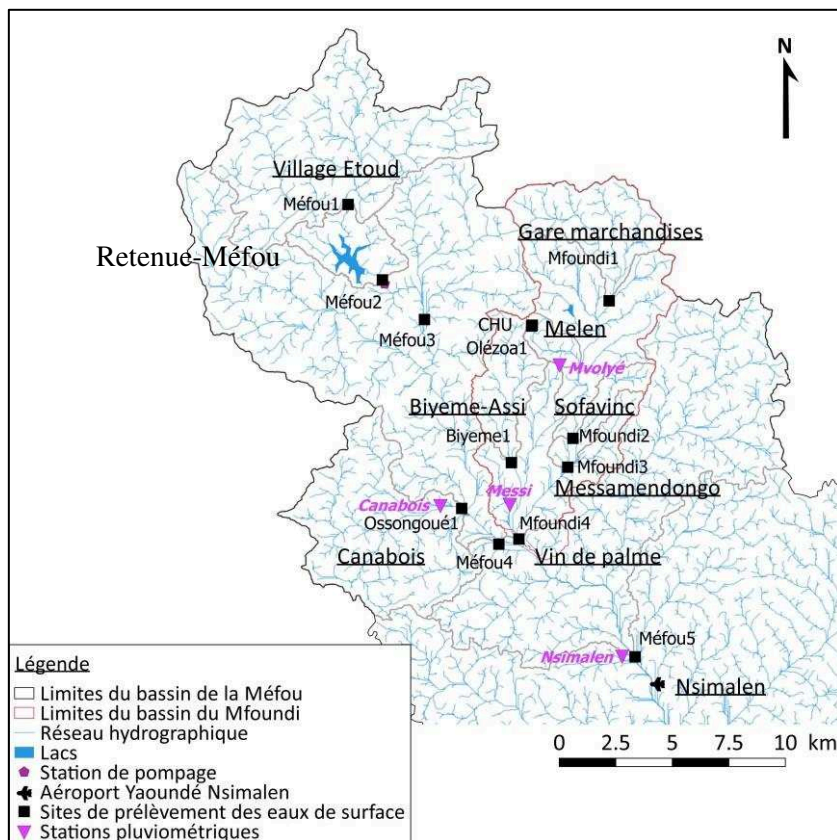 N
Village Etoud
Méfou1
Gare marchandises
Retenue-Méfou
Mfoundi1
Méfou2
CHU
Melen
Méfou3
Olézoa1
Mvolyé
Biyeme-Assi
Sofavinc
Biyeme1
Mfoundi2
Mfoundi3
Messi
Messamendongo
Canabois
Ossongoué1
Mfoundi4
Canabois
Méfou4
Vin de palme
Méfou5
Nsimalen
Nsimalen
Légende
Limites du bassin de la Méfou
Limites du bassin du Mfoundi
Réseau hydrographique
Lacs
Station de pompage
Aéroport Yaoundé Nsimalen
Sites de prélèvement des eaux de surface
Stations pluviométriques
0 2.5 5 7.5 10 km